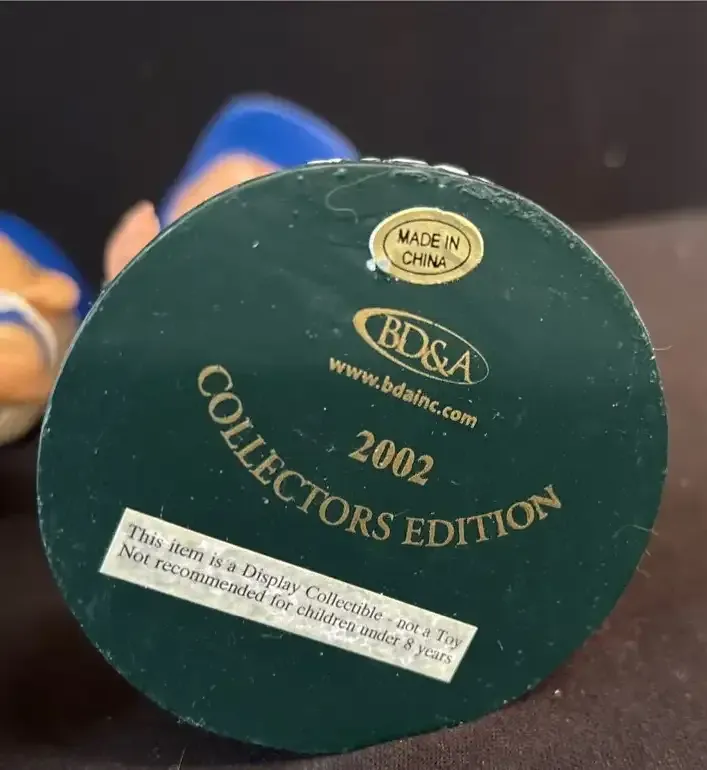 MADE IN
CHINA
BD&A
www.bdainc.com
2002
COLLECTORS EDITION
This item is a Display Collectible - not a Toy
Not recommended for children under 8 years